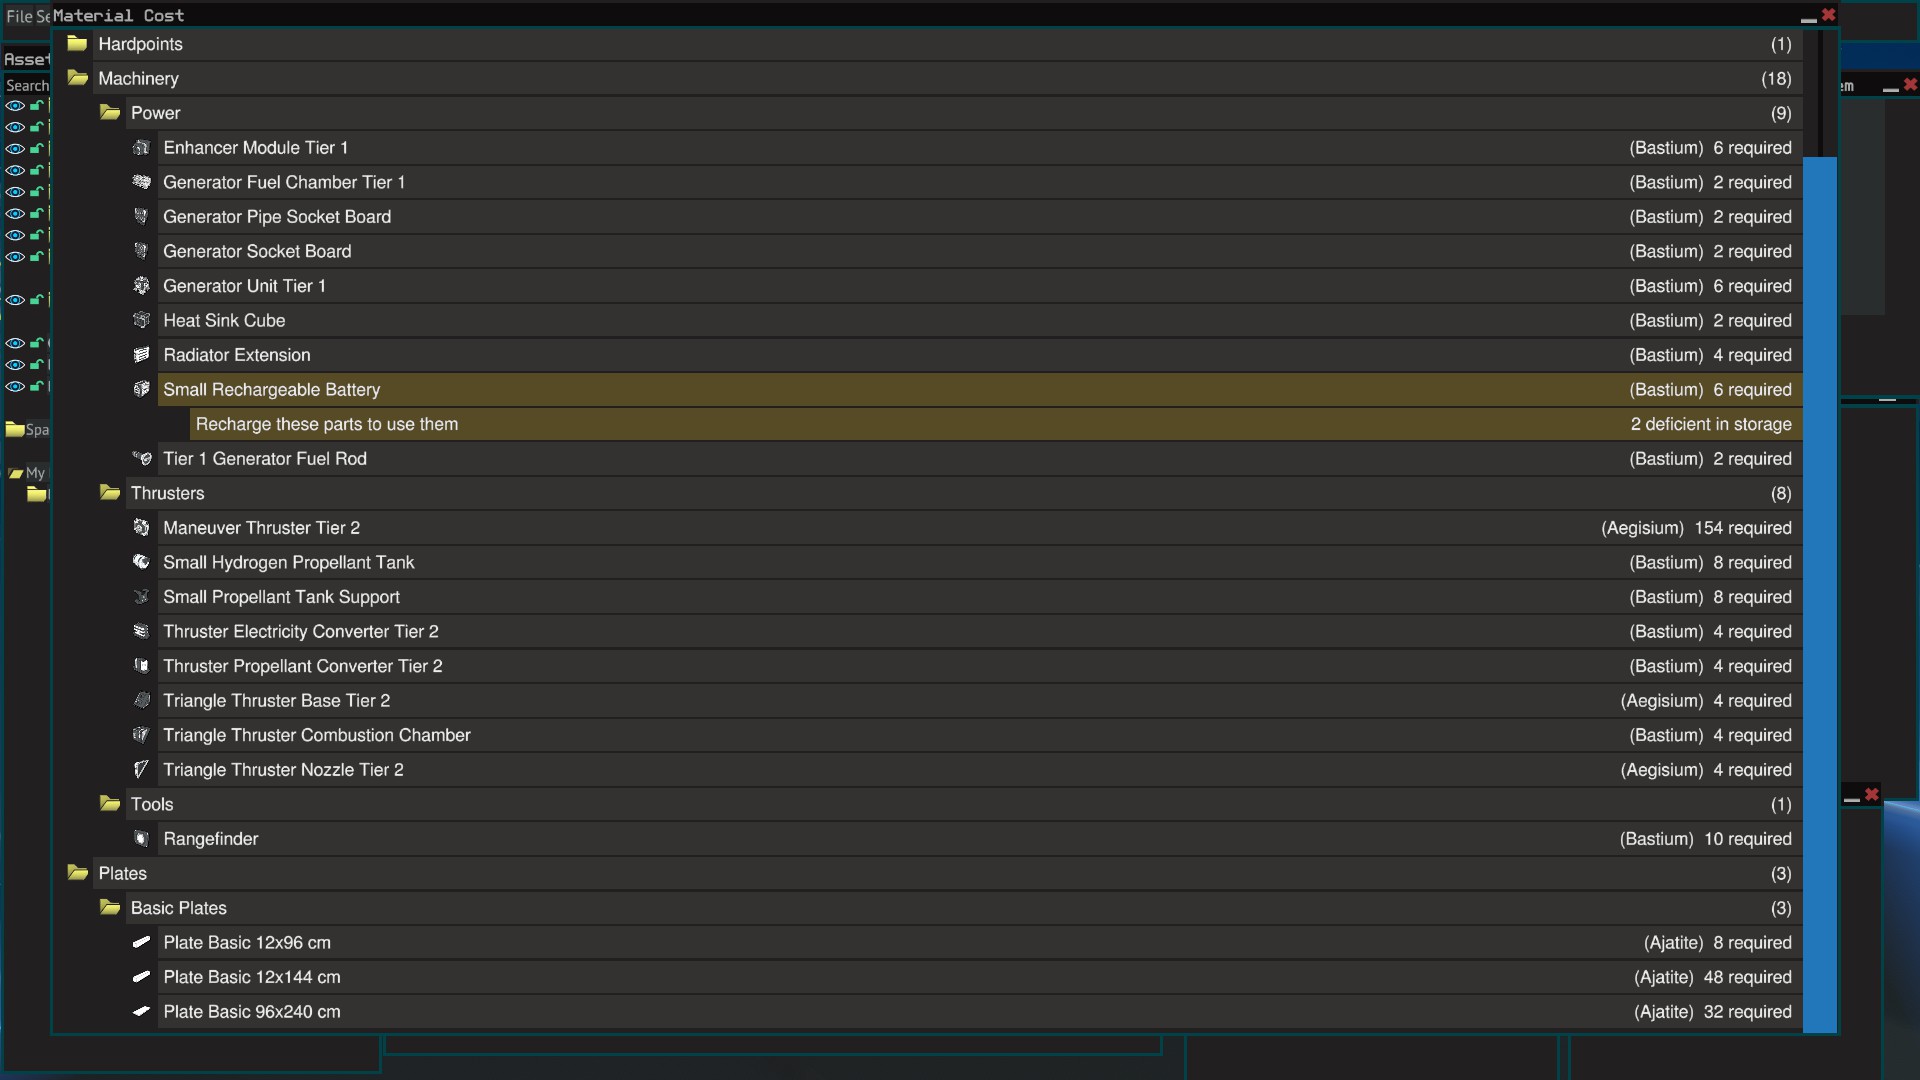 File Se
Material Cost
Asset
Search
em
Hardpoints (1)
Machinery (18)
Power (9)
Enhancer Module Tier 1 (Bastium) 6 required
Generator Fuel Chamber Tier 1 (Bastium) 2 required
Generator Pipe Socket Board (Bastium) 2 required
Generator Socket Board (Bastium) 2 required
Generator Unit Tier 1 (Bastium) 6 required
Heat Sink Cube (Bastium) 2 required
Radiator Extension (Bastium) 4 required
Small Rechargeable Battery (Bastium) 6 required
Recharge these parts to use them 2 deficient in storage
Spa
Tier 1 Generator Fuel Rod (Bastium) 2 required
My
Thrusters (8)
Maneuver Thruster Tier 2 (Aegisium) 154 required
Small Hydrogen Propellant Tank (Bastium) 8 required
Small Propellant Tank Support (Bastium) 8 required
Thruster Electricity Converter Tier 2 (Bastium) 4 required
Thruster Propellant Converter Tier 2 (Bastium) 4 required
Triangle Thruster Base Tier 2 (Aegisium) 4 required
Triangle Thruster Combustion Chamber (Bastium) 4 required
Triangle Thruster Nozzle Tier 2 (Aegisium) 4 required
Tools (1)
Rangefinder (Bastium) 10 required
Plates (3)
Basic Plates (3)
Plate Basic 12x96 cm (Ajatite) 8 required
Plate Basic 12x144 cm (Ajatite) 48 required
Plate Basic 96x240 cm (Ajatite) 32 required